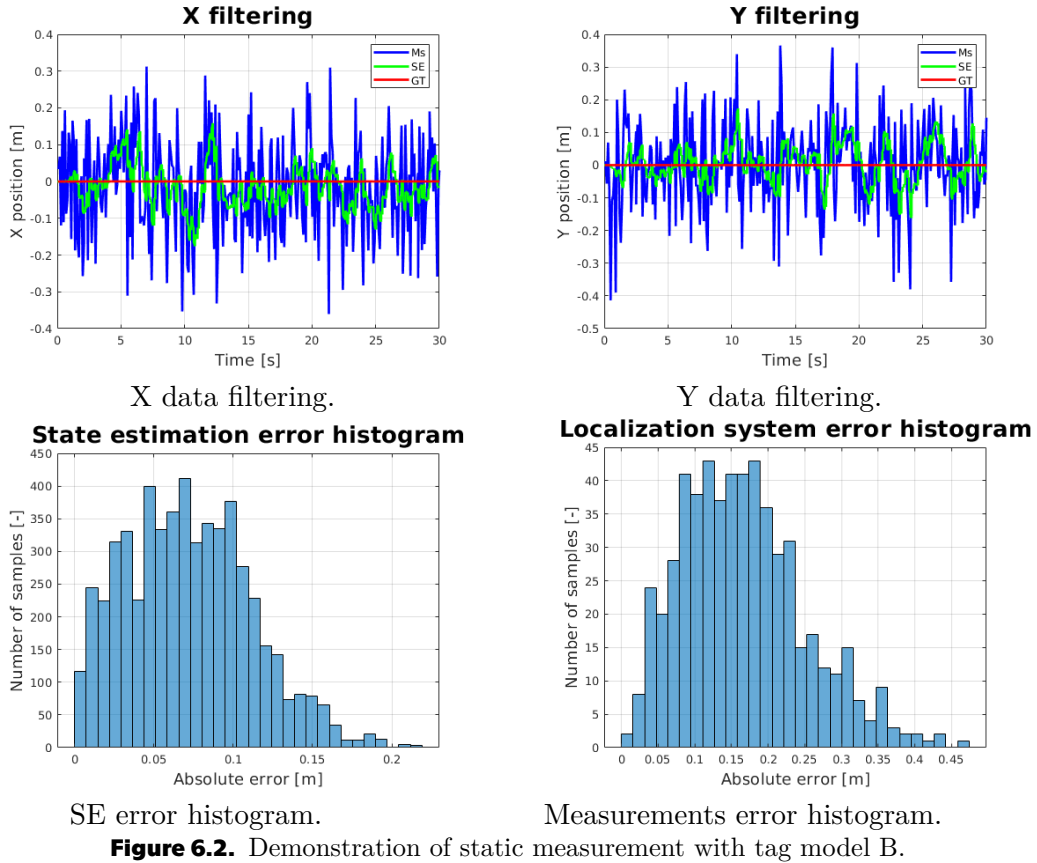 X filtering
0.4
0.3
0.2
0.1
0
-0.1
-0.2
-0.3
-0.4
X position [m]
Ms
SE
GT
0 5 10 15 20 25 30
Time [s]
X data filtering.
Y filtering
0.4
0.3
0.2
0.1
0
-0.1
-0.2
-0.3
-0.4
-0.5
Y position [m]
Ms
SE
GT
0 5 10 15 20 25 30
Time [s]
Y data filtering.
State estimation error histogram
450
400
350
300
250
200
150
100
50
0
Number of samples [-]
0 0.05 0.1 0.15 0.2
Absolute error [m]
SE error histogram.
Localization system error histogram
45
40
35
30
25
20
15
10
5
0
Number of samples [-]
0 0.05 0.1 0.15 0.2 0.25 0.3 0.35 0.4 0.45
Absolute error [m]
Measurements error histogram.
Figure 6.2. Demonstration of static measurement with tag model B.